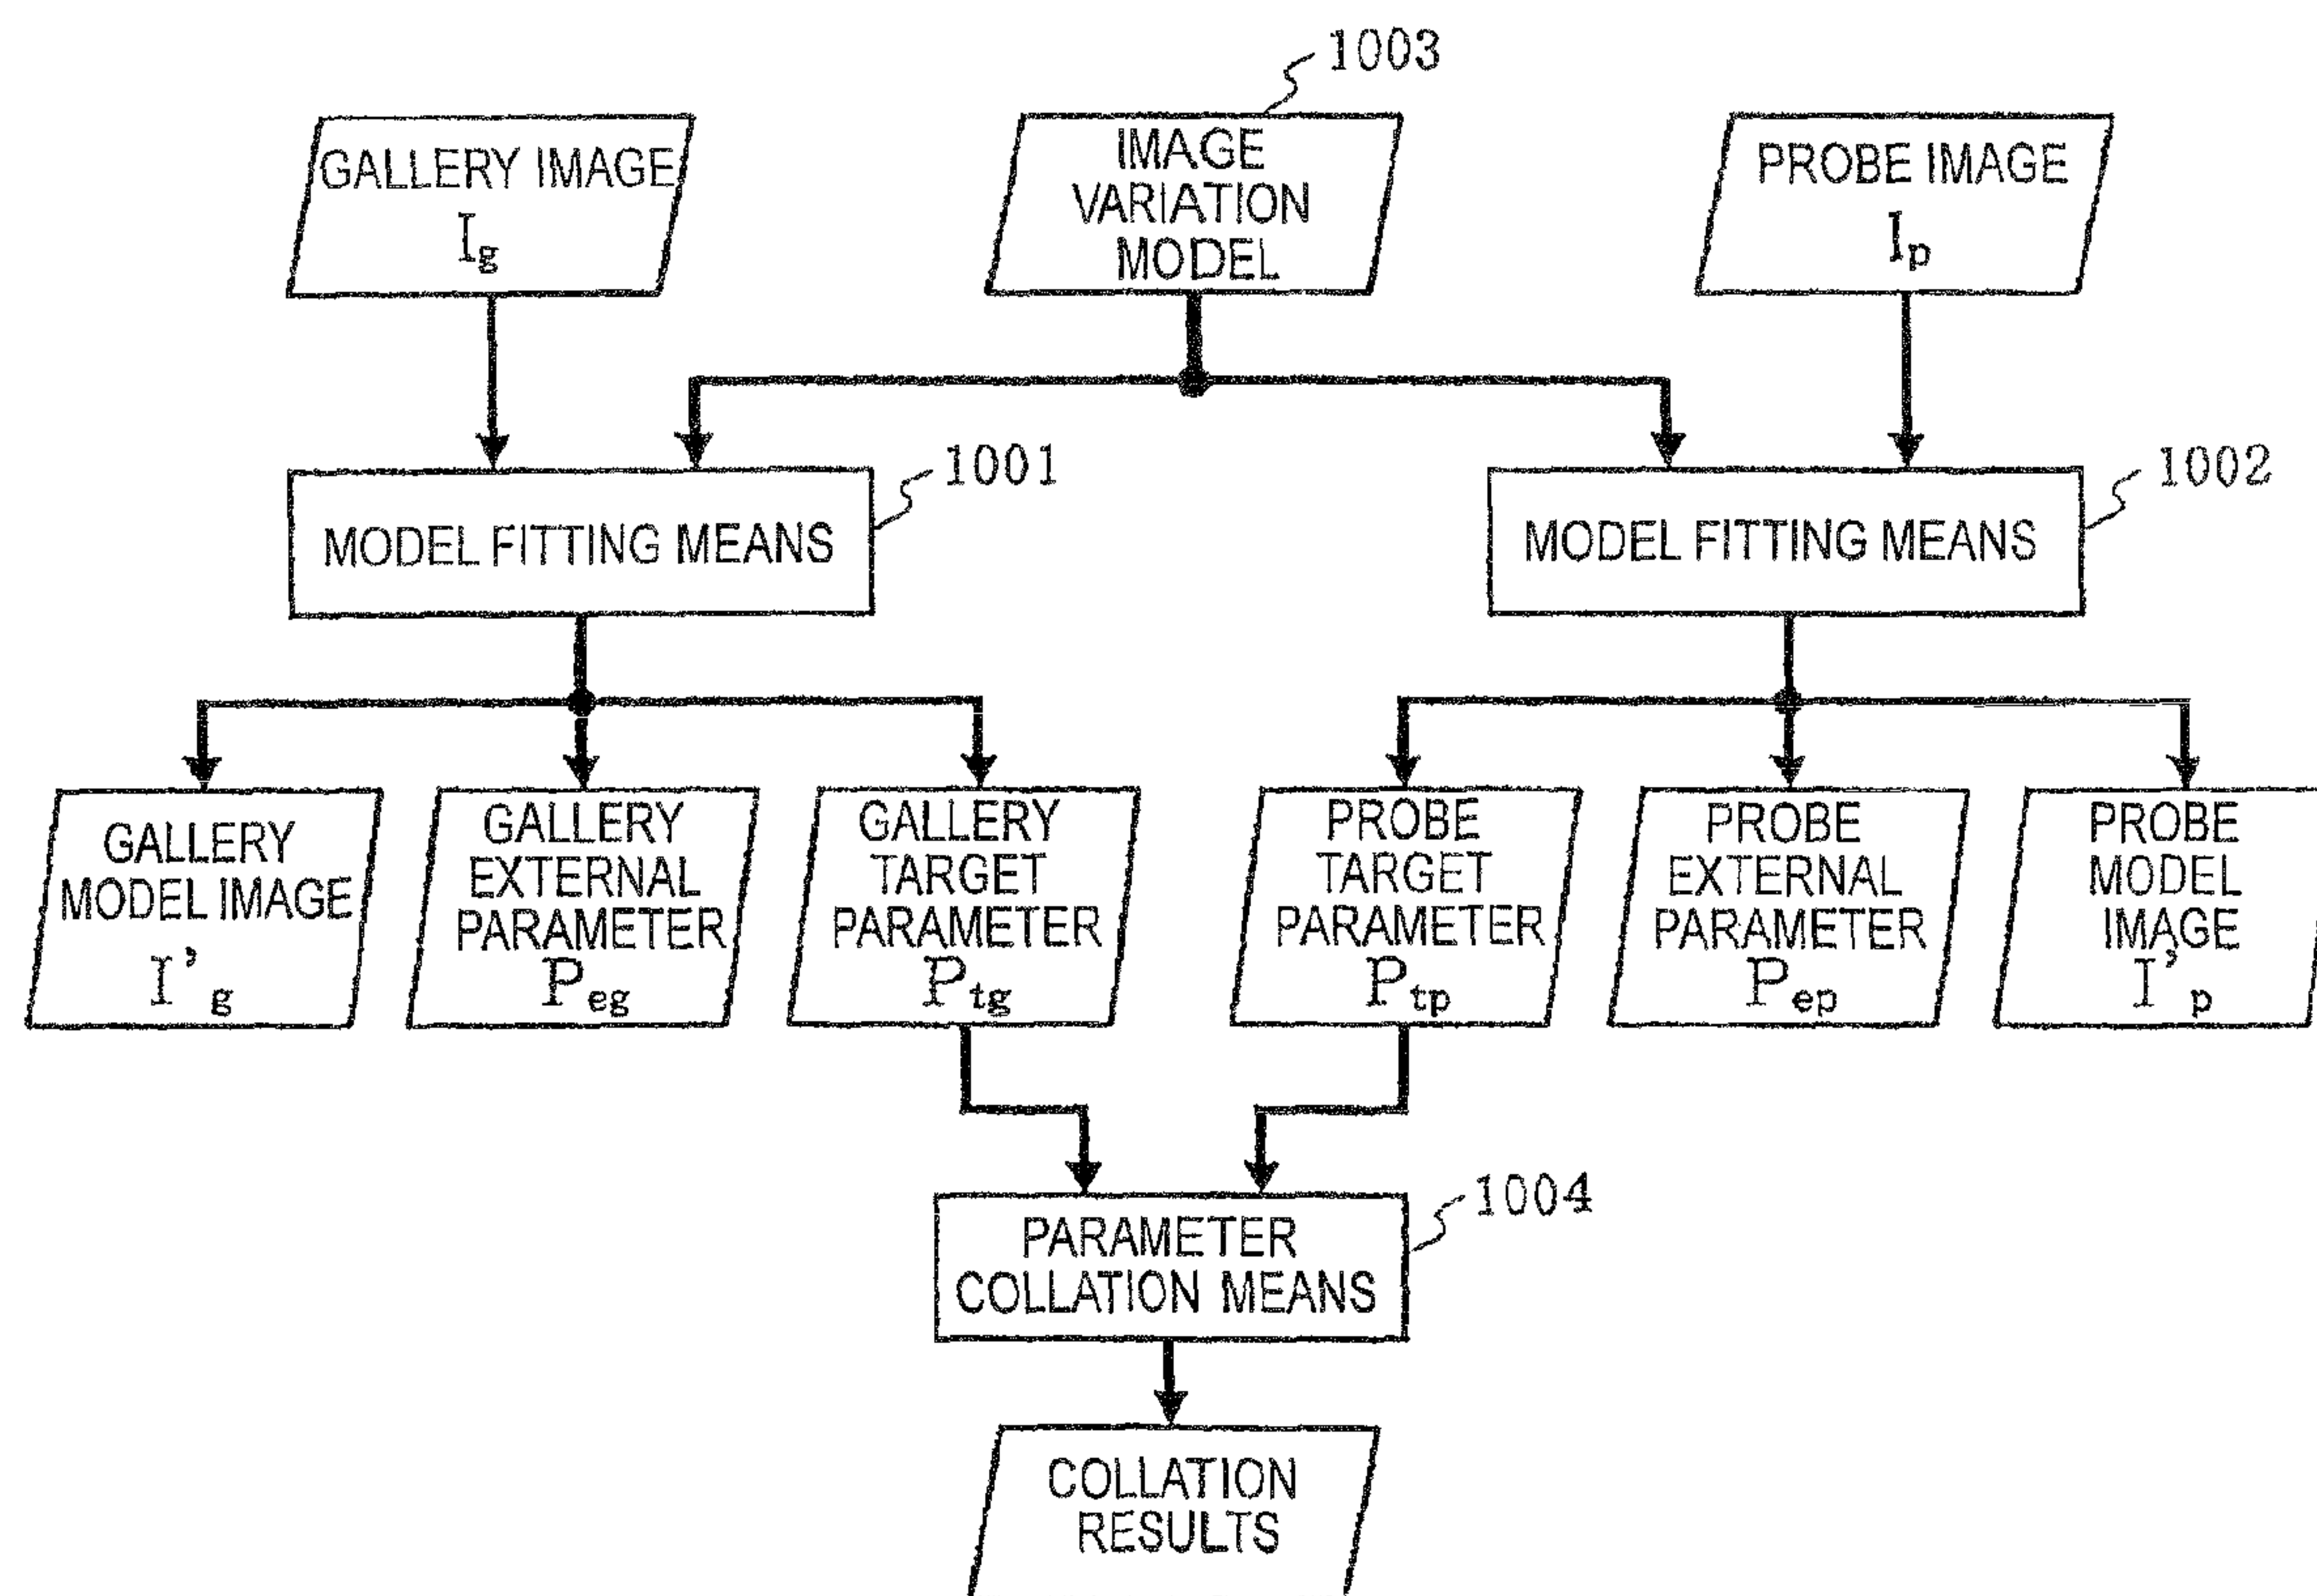 1003
GALLERY IMAGE
Ig
IMAGE
VARIATION
MODEL
PROBE IMAGE
Ip
1001
MODEL FITTING MEANS
1002
MODEL FITTING MEANS
GALLERY
MODEL IMAGE
I'g
GALLERY
EXTERNAL
PARAMETER
Peg
GALLERY
TARGET
PARAMETER
Ptg
PROBE
TARGET
PARAMETER
Ptp
PROBE
EXTERNAL
PARAMETER
Pep
PROBE
MODEL
IMAGE
I'p
1004
PARAMETER
COLLATION MEANS
COLLATION
RESULTS